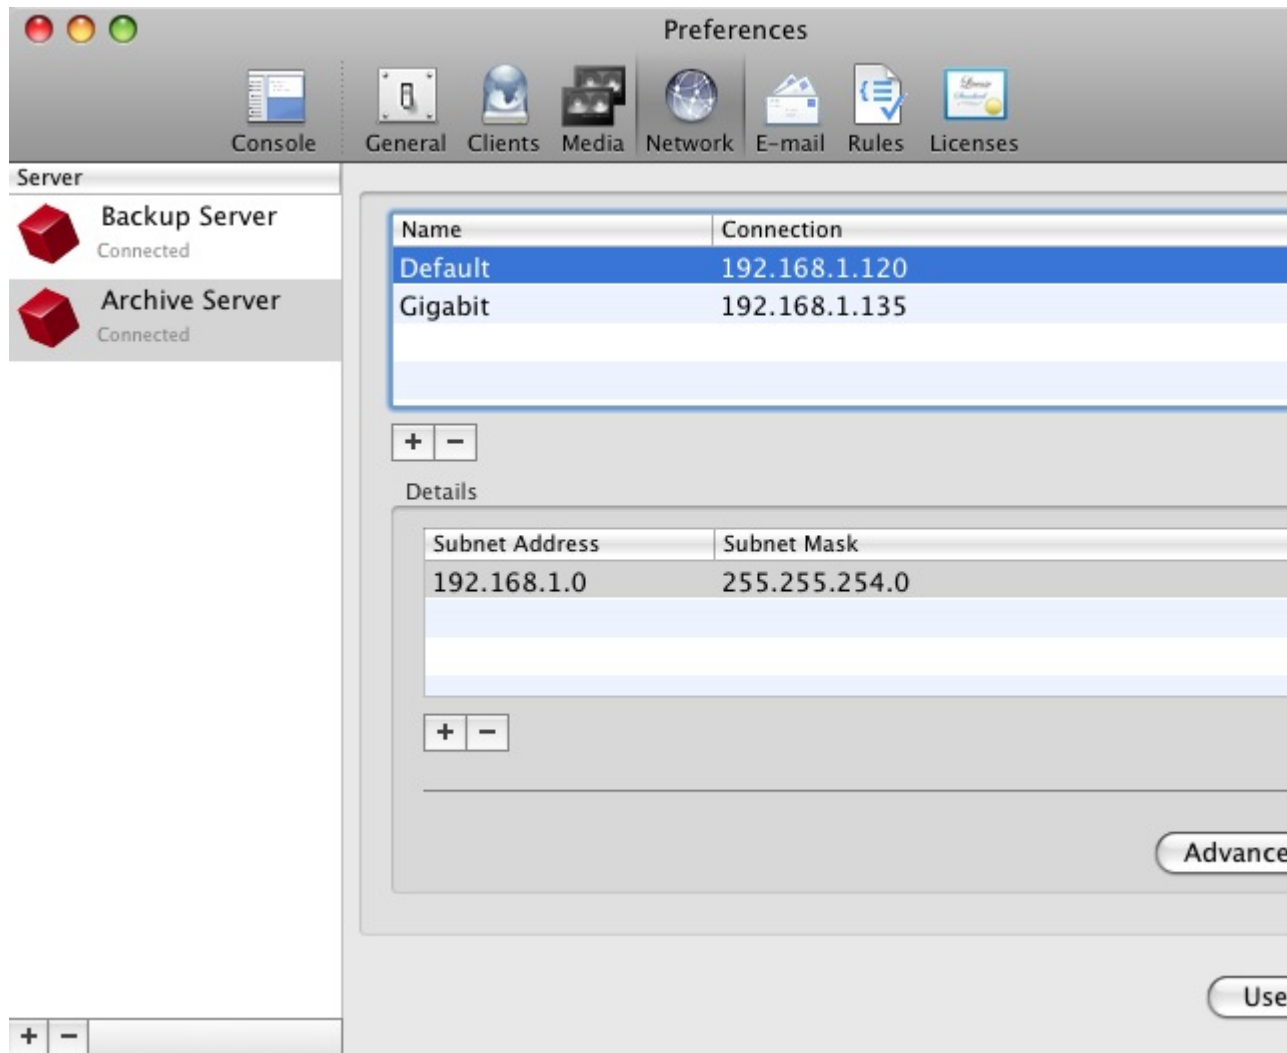 Preferences
Console
General
Clients
Media
Network
E-mail
Rules
Licenses
Server
Backup Server
Connected
Archive Server
Connected
Name Connection
Default 192.168.1.120
Gigabit 192.168.1.135
+ −
Details
Subnet Address Subnet Mask
192.168.1.0 255.255.254.0
+ −
Advance
Use
+ −